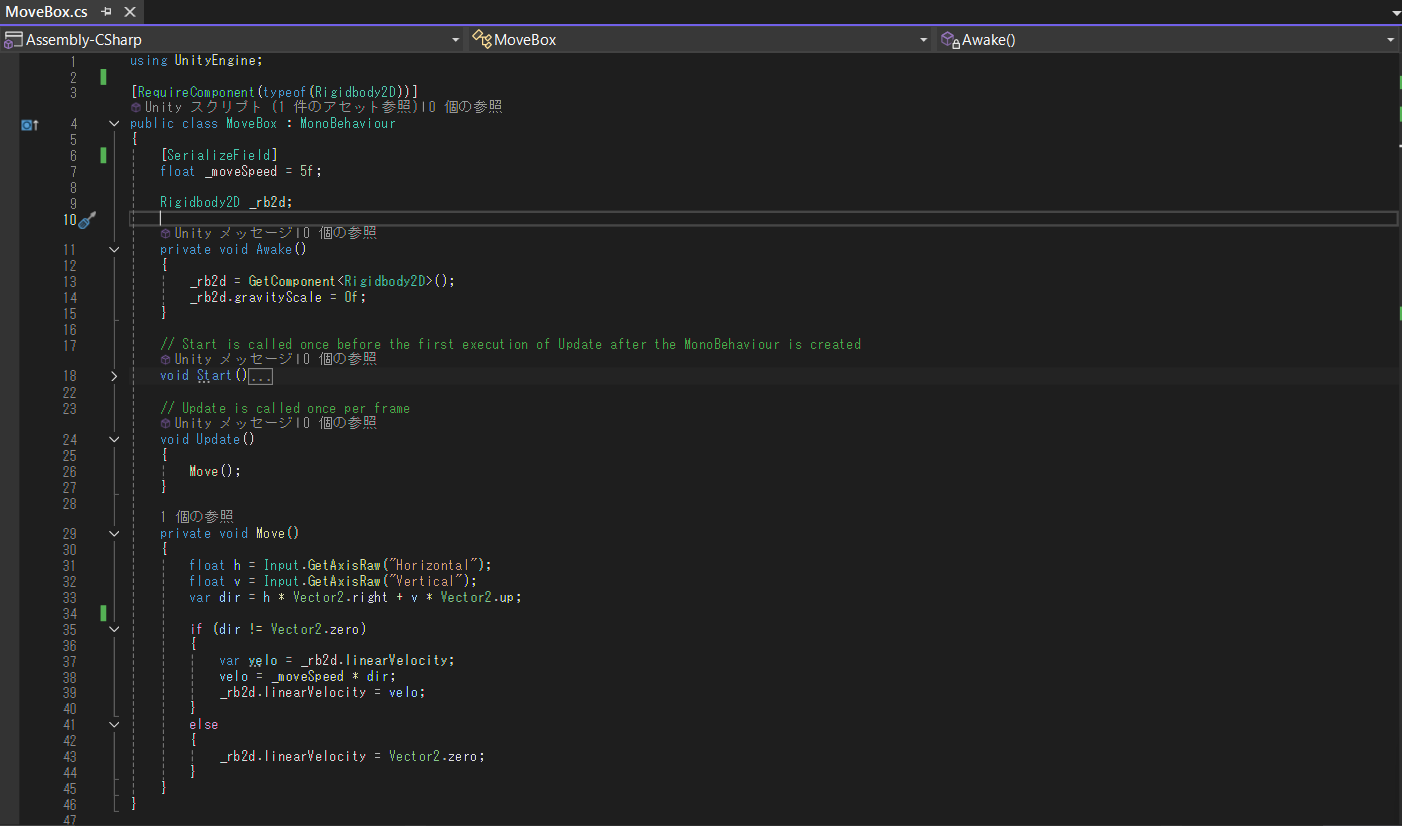 MoveBox.cs
Assembly-CSharp MoveBox Awake()
1 using UnityEngine;
2
3 [RequireComponent(typeof(Rigidbody2D))]
Unity スクリプト (1 件のアセット参照)|0 個の参照
4 public class MoveBox : MonoBehaviour
5 {
6 [SerializeField]
7 float _moveSpeed = 5f;
8
9 Rigidbody2D _rb2d;
10
Unity メッセージ|0 個の参照
11 private void Awake()
12 {
13 _rb2d = GetComponent<Rigidbody2D>();
14 _rb2d.gravityScale = 0f;
15 }
16
17 // Start is called once before the first execution of Update after the MonoBehaviour is created
Unity メッセージ|0 個の参照
18 void Start()...
22
23 // Update is called once per frame
Unity メッセージ|0 個の参照
24 void Update()
25 {
26 Move();
27 }
28
1 個の参照
29 private void Move()
30 {
31 float h = Input.GetAxisRaw("Horizontal");
32 float v = Input.GetAxisRaw("Vertical");
33 var dir = h * Vector2.right + v * Vector2.up;
34
35 if (dir != Vector2.zero)
36 {
37 var velo = _rb2d.linearVelocity;
38 velo = _moveSpeed * dir;
39 _rb2d.linearVelocity = velo;
40 }
41 else
42 {
43 _rb2d.linearVelocity = Vector2.zero;
44 }
45 }
46 }
47